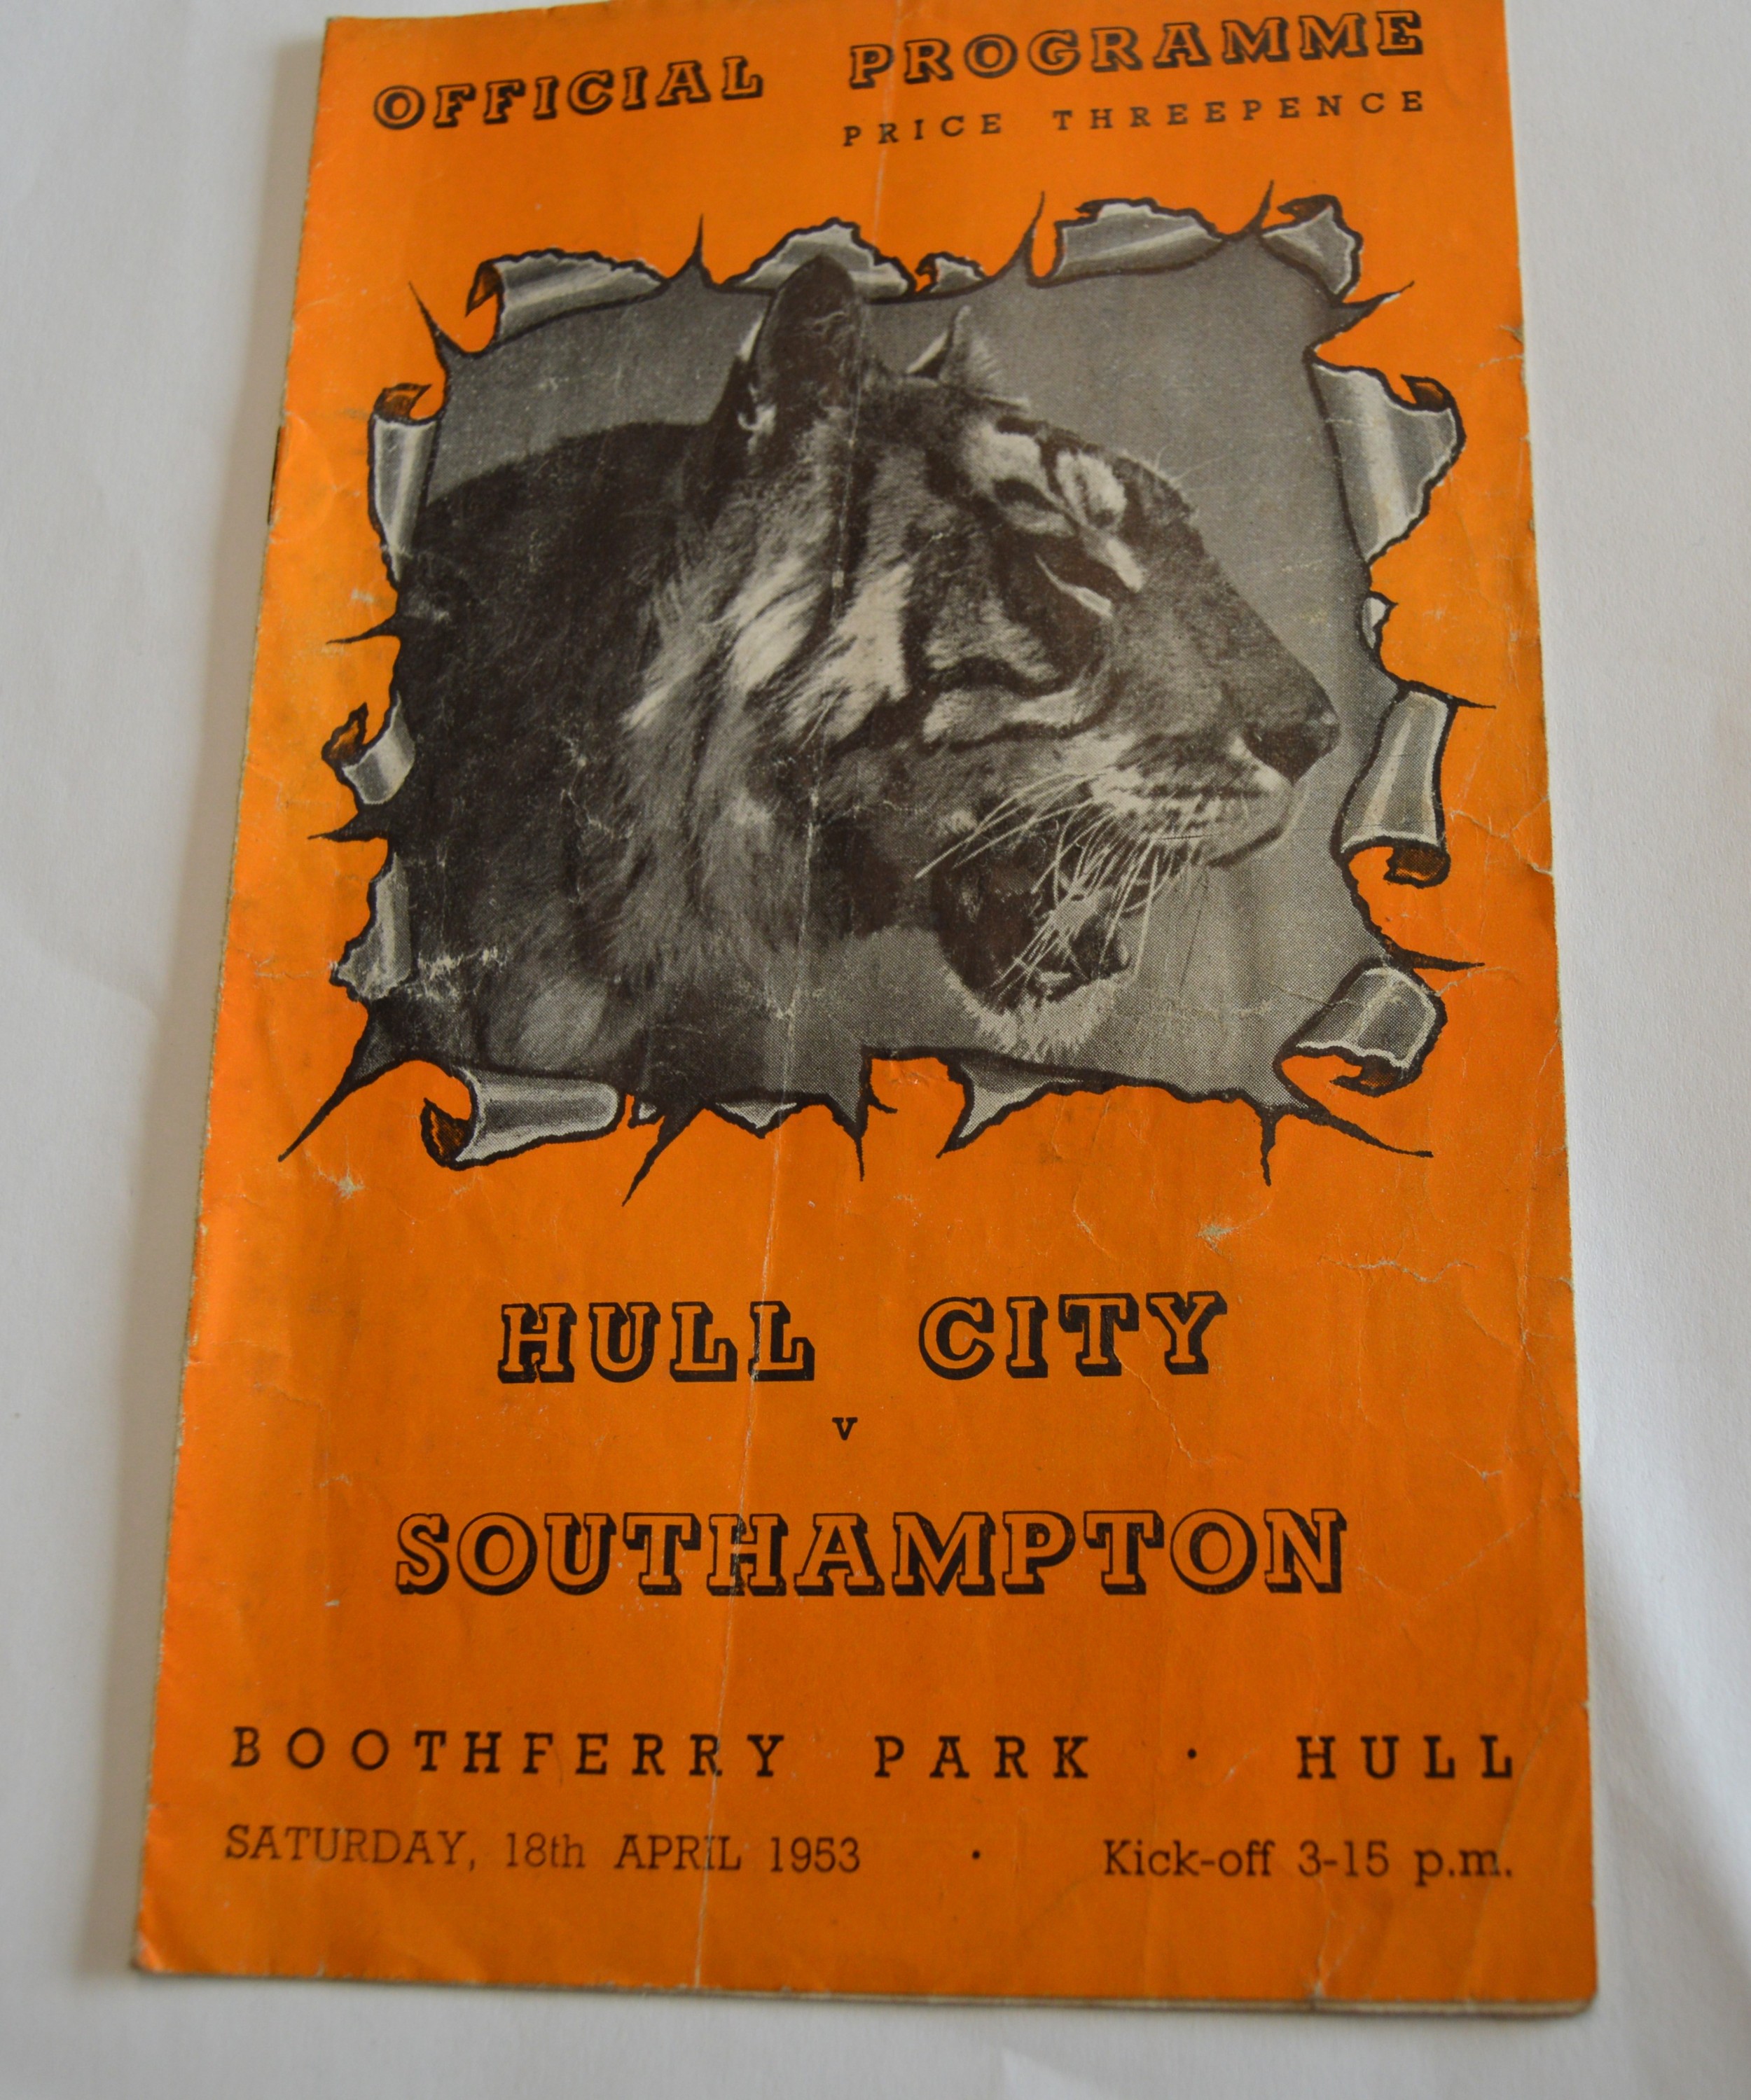 OFFICIAL PROGRAMME
PRICE THREEPENCE
HULL CITY
v
SOUTHAMPTON
BOOTHFERRY PARK · HULL
SATURDAY, 18th APRIL 1953 · Kick-off 3-15 p.m.